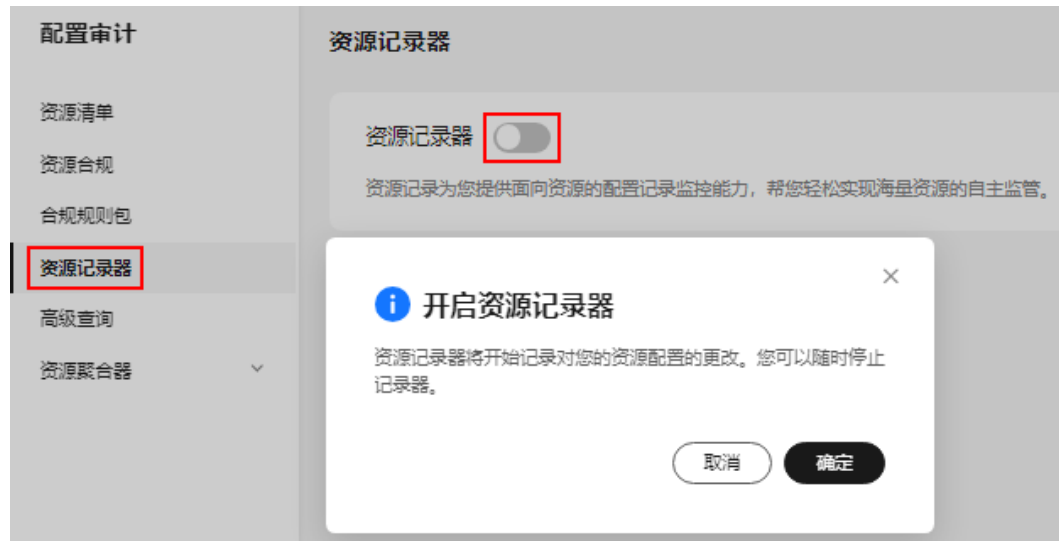 配置审计
资源清单
资源合规
合规规则包
资源记录器
高级查询
资源聚合器
资源记录器
资源记录器
资源记录为您提供面向资源的配置记录监控能力，帮您轻松实现海量资源的自主监管。
开启资源记录器
资源记录器将开始记录对您的资源配置的更改。您可以随时停止
记录器。
取消
确定